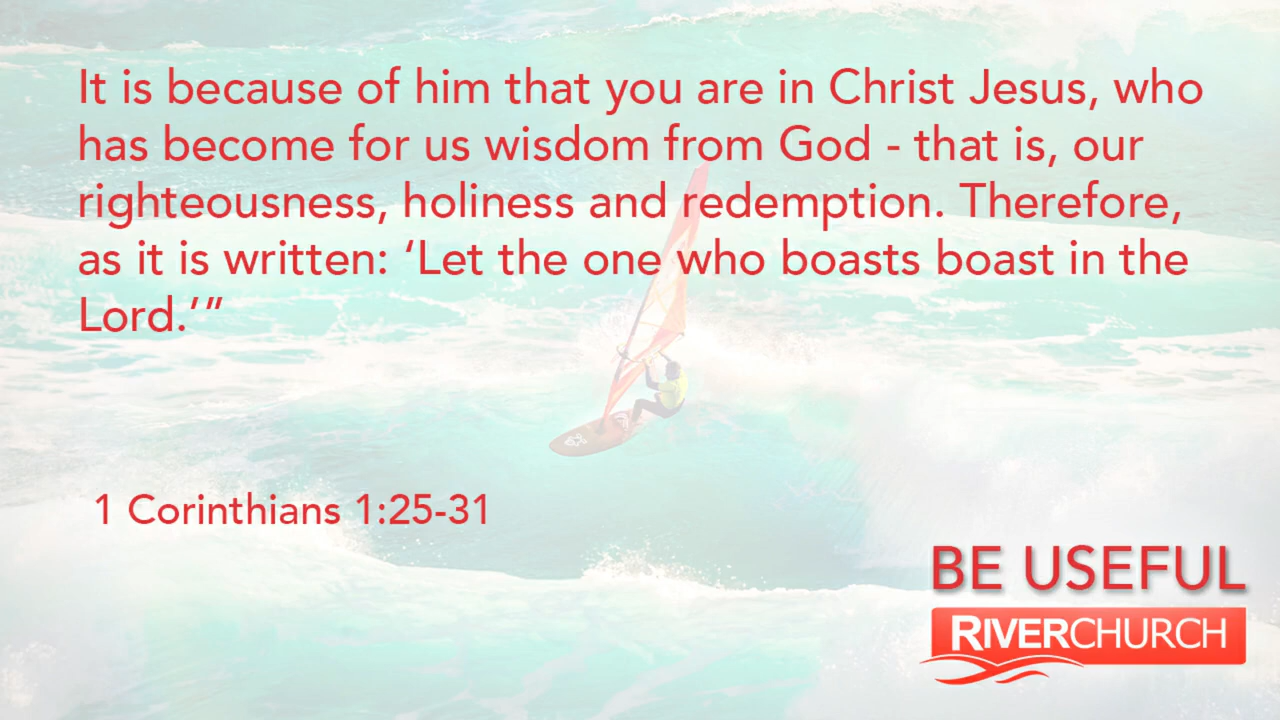 It is because of him that you are in Christ Jesus, who
has become for us wisdom from God - that is, our
righteousness, holiness and redemption. Therefore,
as it is written: ‘Let the one who boasts boast in the
Lord.’”
1 Corinthians 1:25-31
BE USEFUL
RIVERCHURCH